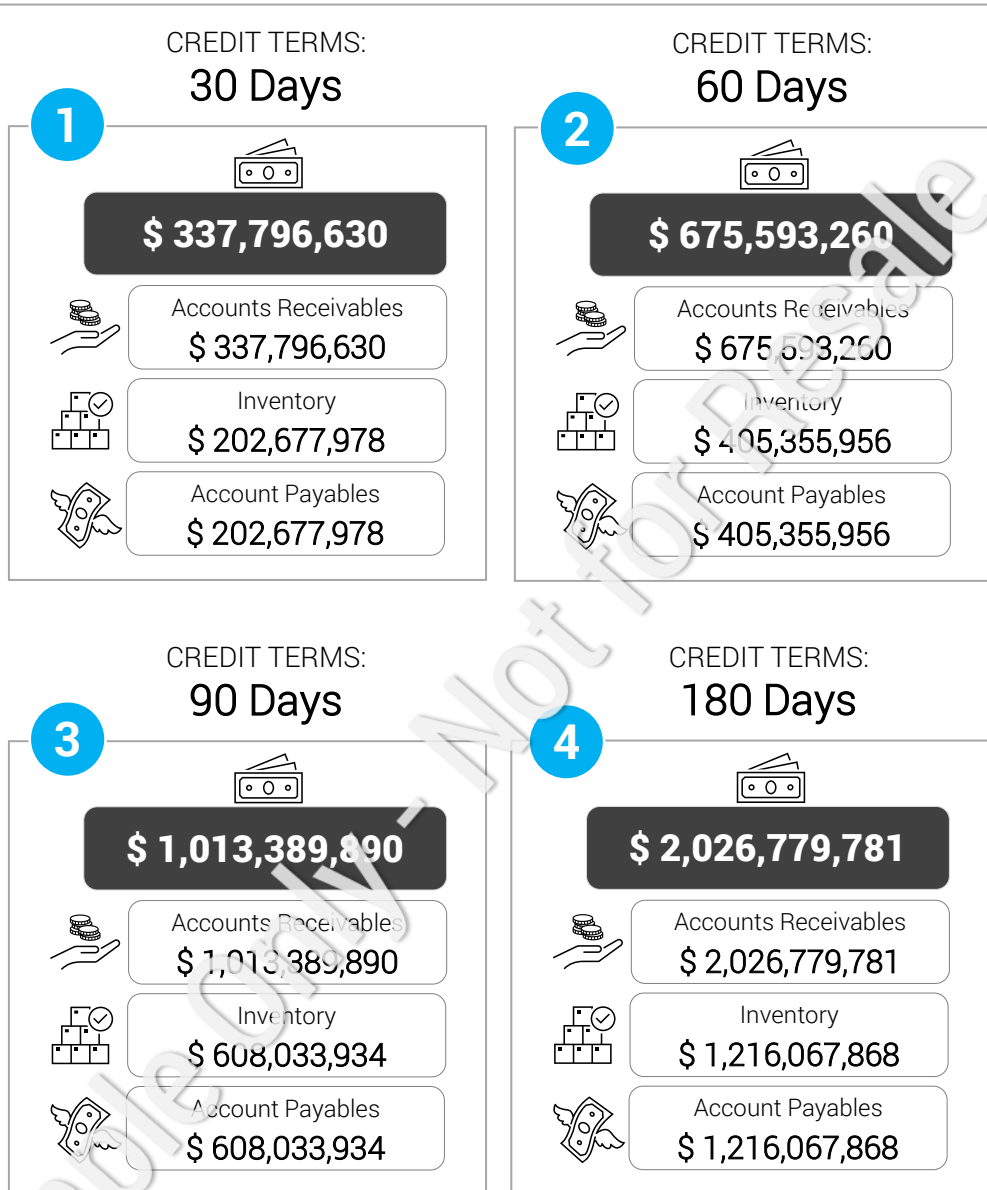 CREDIT TERMS:
30 Days
1
$ 337,796,630
Accounts Receivables
$ 337,796,630
Inventory
$ 202,677,978
Account Payables
$ 202,677,978
CREDIT TERMS:
60 Days
2
$ 675,593,260
Accounts Receivables
$ 675,593,260
Inventory
$ 405,355,956
Account Payables
$ 405,355,956
CREDIT TERMS:
90 Days
3
$ 1,013,389,890
Accounts Receivables
$ 1,013,389,890
Inventory
$ 608,033,934
Account Payables
$ 608,033,934
CREDIT TERMS:
180 Days
4
$ 2,026,779,781
Accounts Receivables
$ 2,026,779,781
Inventory
$ 1,216,067,868
Account Payables
$ 1,216,067,868
Only - Not for Resale